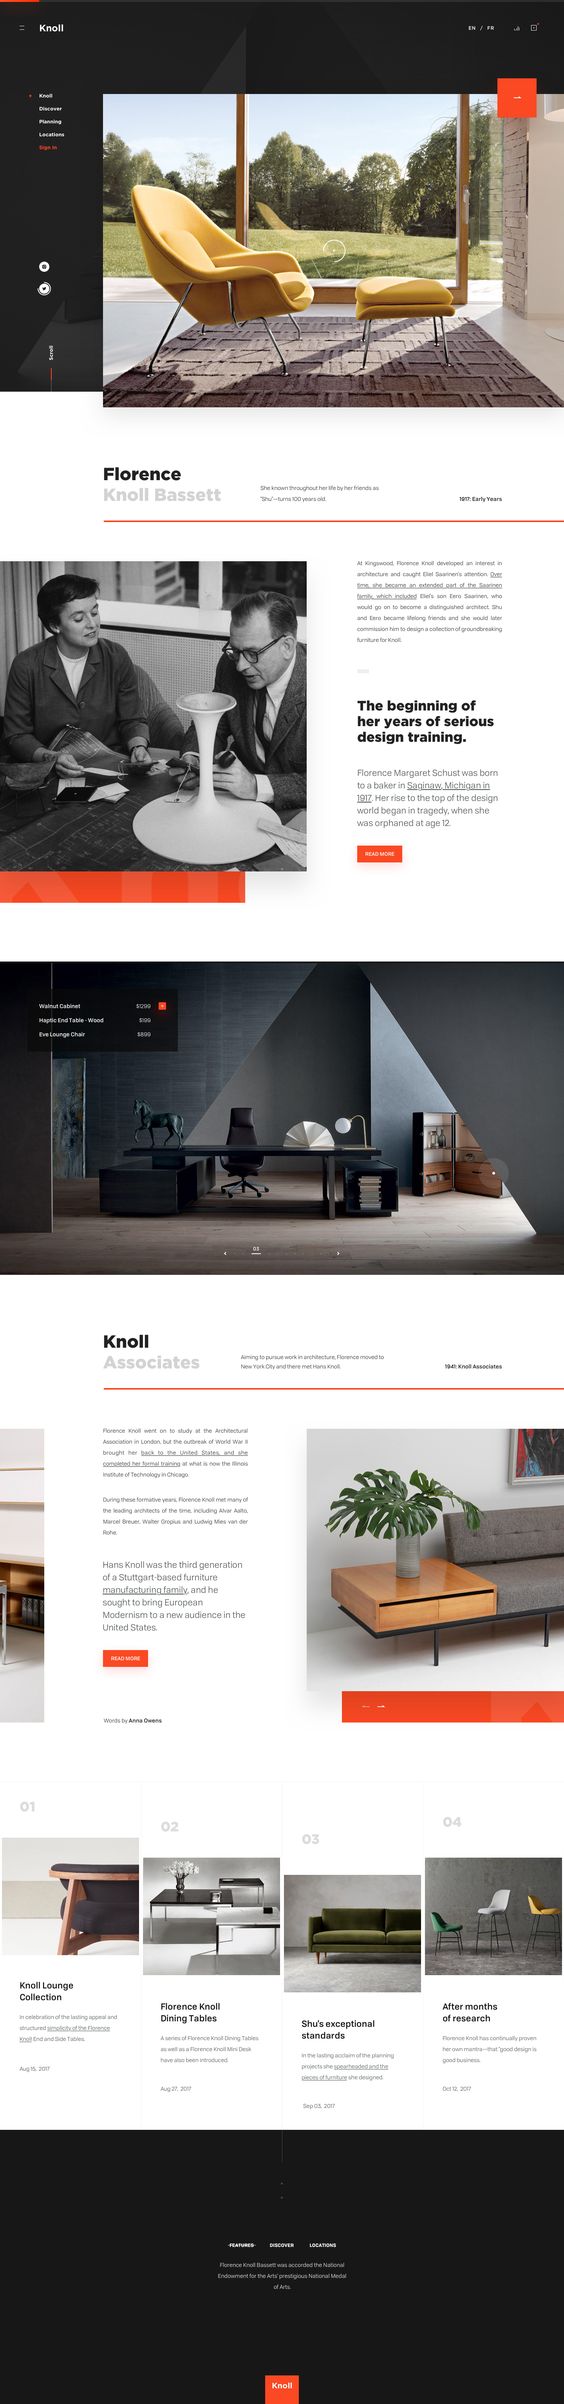 Knoll
EN / FR
Knoll
Discover
Planning
Locations
Sign In
Scroll
Florence
Knoll Bassett
She known throughout her life by her friends as
"Shu"—turns 100 years old.
1917: Early Years
At Kingswood, Florence Knoll developed an interest in
architecture and caught Eliel Saarinen's attention. Over
time, she became an extended part of the Saarinen
family, which included Eliel's son Eero Saarinen, who
would go on to become a distinguished architect. Shu
and Eero became lifelong friends and she would later
commission him to design a collection of groundbreaking
furniture for Knoll.
The beginning of
her years of serious
design training.
Florence Margaret Schust was born
to a baker in Saginaw, Michigan in
1917. Her rise to the top of the design
world began in tragedy, when she
was orphaned at age 12.
READ MORE
Walnut Cabinet $1299
Haptic End Table - Wood $199
Eve Lounge Chair $899
03
Knoll
Associates
Aiming to pursue work in architecture, Florence moved to
New York City and there met Hans Knoll.
1941: Knoll Associates
Florence Knoll went on to study at the Architectural
Association in London, but the outbreak of World War II
brought her back to the United States, and she
completed her formal training at what is now the Illinois
Institute of Technology in Chicago.
During these formative years, Florence Knoll met many of
the leading architects of the time, including Alvar Aalto,
Marcel Breuer, Walter Gropius and Ludwig Mies van der
Rohe.
Hans Knoll was the third generation
of a Stuttgart-based furniture
manufacturing family, and he
sought to bring European
Modernism to a new audience in the
United States.
READ MORE
Words by Anna Owens
01
Knoll Lounge
Collection
In celebration of the lasting appeal and
structured simplicity of the Florence
Knoll End and Side Tables.
Aug 15, 2017
02
Florence Knoll
Dining Tables
A series of Florence Knoll Dining Tables
as well as a Florence Knoll Mini Desk
have also been introduced.
Aug 27, 2017
03
Shu's exceptional
standards
In the lasting acclaim of the planning
projects she spearheaded and the
pieces of furniture she designed.
Sep 03, 2017
04
After months
of research
Florence Knoll has continually proven
her own mantra—that "good design is
good business.
Oct 12, 2017
FEATURES DISCOVER LOCATIONS
Florence Knoll Bassett was accorded the National
Endowment for the Arts' prestigious National Medal
of Arts.
Knoll